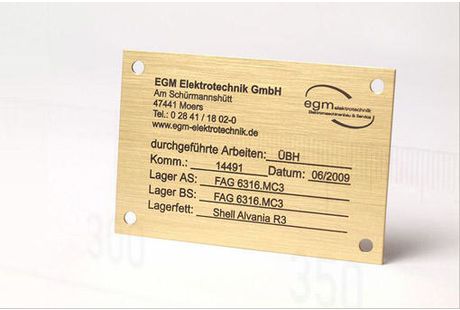 EGM Elektrotechnik GmbH
Am Schürmannshütt
47441 Moers
Tel.: 0 28 41 / 18 02-0
www.egm-elektrotechnik.de
egm elektrotechnik
Elektromaschinenbau & Service
durchgeführte Arbeiten: ÜBH
Komm.: 14491 Datum: 06/2009
Lager AS: FAG 6316.MC3
Lager BS: FAG 6316.MC3
Lagerfett: Shell Alvania R3
300
350